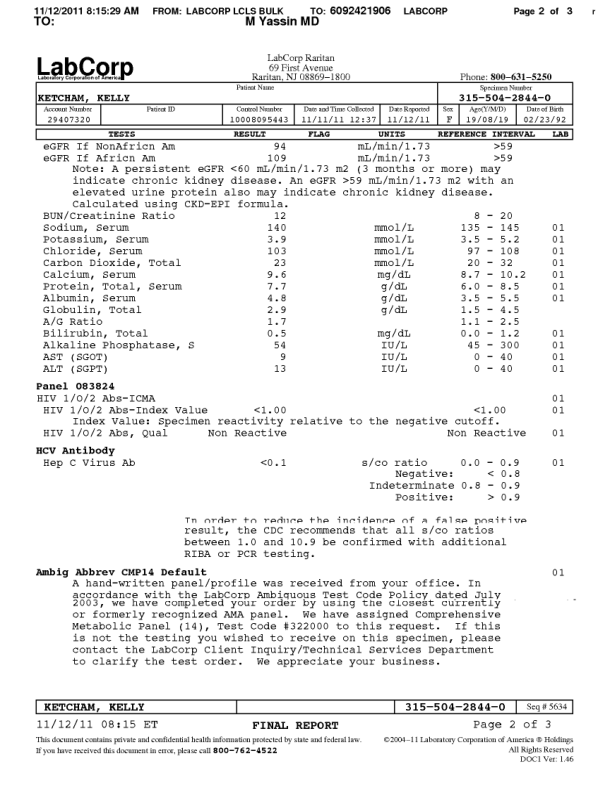 11/12/2011 8:15:29 AM FROM: LABCORP LCLS BULK TO: 6092421906 LABCORP Page 2 of 3
TO: M Yassin MD
LabCorp
Laboratory Corporation of America
LabCorp Raritan
69 First Avenue
Raritan, NJ 08869-1800
Phone: 800-631-5250
Patient Name Specimen Number
KETCHAM, KELLY 315-504-2844-0
Account Number Patient ID Control Number Date and Time Collected Date Reported Sex Age(Y/M/D) Date of Birth
29407320 10008095443 11/11/11 12:37 11/12/11 F 19/08/19 02/23/92
TESTS RESULT FLAG UNITS REFERENCE INTERVAL LAB
eGFR If NonAfricn Am 94 mL/min/1.73 >59
eGFR If Africn Am 109 mL/min/1.73 >59
Note: A persistent eGFR <60 mL/min/1.73 m2 (3 months or more) may
indicate chronic kidney disease. An eGFR >59 mL/min/1.73 m2 with an
elevated urine protein also may indicate chronic kidney disease.
Calculated using CKD-EPI formula.
BUN/Creatinine Ratio 12 8 - 20
Sodium, Serum 140 mmol/L 135 - 145 01
Potassium, Serum 3.9 mmol/L 3.5 - 5.2 01
Chloride, Serum 103 mmol/L 97 - 108 01
Carbon Dioxide, Total 23 mmol/L 20 - 32 01
Calcium, Serum 9.6 mg/dL 8.7 - 10.2 01
Protein, Total, Serum 7.7 g/dL 6.0 - 8.5 01
Albumin, Serum 4.8 g/dL 3.5 - 5.5 01
Globulin, Total 2.9 g/dL 1.5 - 4.5
A/G Ratio 1.7 1.1 - 2.5
Bilirubin, Total 0.5 mg/dL 0.0 - 1.2 01
Alkaline Phosphatase, S 54 IU/L 45 - 300 01
AST (SGOT) 9 IU/L 0 - 40 01
ALT (SGPT) 13 IU/L 0 - 40 01
Panel 083824
HIV 1/O/2 Abs-ICMA 01
HIV 1/O/2 Abs-Index Value <1.00 <1.00 01
Index Value: Specimen reactivity relative to the negative cutoff.
HIV 1/O/2 Abs, Qual Non Reactive Non Reactive 01
HCV Antibody
Hep C Virus Ab <0.1 s/co ratio 0.0 - 0.9 01
Negative: < 0.8
Indeterminate 0.8 - 0.9
Positive: > 0.9
In order to reduce the incidence of a false positive
result, the CDC recommends that all s/co ratios
between 1.0 and 10.9 be confirmed with additional
RIBA or PCR testing.
Ambig Abbrev CMP14 Default 01
A hand-written panel/profile was received from your office. In
accordance with the LabCorp Ambiguous Test Code Policy dated July
2003, we have completed your order by using the closest currently
or formerly recognized AMA panel. We have assigned Comprehensive
Metabolic Panel (14), Test Code #322000 to this request. If this
is not the testing you wished to receive on this specimen, please
contact the LabCorp Client Inquiry/Technical Services Department
to clarify the test order. We appreciate your business.
KETCHAM, KELLY 315-504-2844-0 Seq # 5634
11/12/11 08:15 ET FINAL REPORT Page 2 of 3
This document contains private and confidential health information protected by state and federal law.
If you have received this document in error, please call 800-762-4522
©2004-11 Laboratory Corporation of America ® Holdings
All Rights Reserved
DOC1 Ver: 1.46